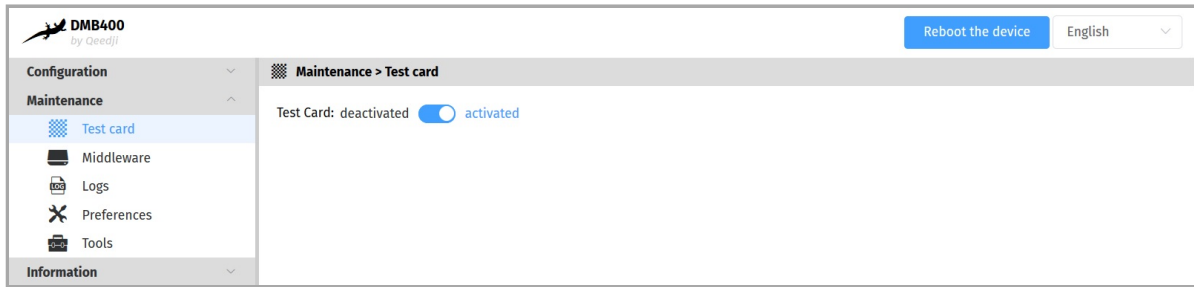 DMB400
by Qeedji
Reboot the device
English
Configuration
Maintenance > Test card
Maintenance
Test Card: deactivated activated
Test card
Middleware
LOG Logs
Preferences
Tools
Information